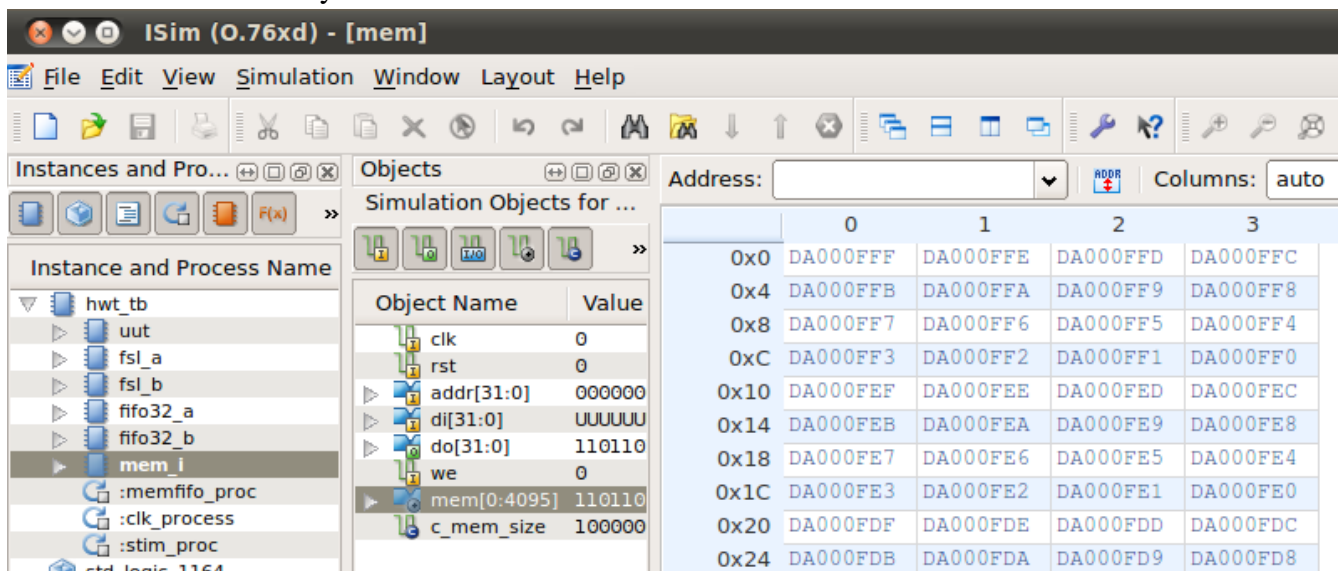 ISim (O.76xd) - [mem]
File Edit View Simulation Window Layout Help
Instances and Pro...
F(x)
»
Instance and Process Name
hwt_tb
uut
fsl_a
fsl_b
fifo32_a
fifo32_b
mem_i
:memfifo_proc
:clk_process
:stim_proc
Objects
Simulation Objects for ...
I O I/O C
»
Object Name Value
clk 0
rst 0
addr[31:0] 000000
di[31:0] UUUUUU
do[31:0] 110110
we 0
mem[0:4095] 110110
c_mem_size 100000
Address: ADDR Columns: auto
0 1 2 3
0x0 DA000FFF DA000FFE DA000FFD DA000FFC
0x4 DA000FFB DA000FFA DA000FF9 DA000FF8
0x8 DA000FF7 DA000FF6 DA000FF5 DA000FF4
0xC DA000FF3 DA000FF2 DA000FF1 DA000FF0
0x10 DA000FEF DA000FEE DA000FED DA000FEC
0x14 DA000FEB DA000FEA DA000FE9 DA000FE8
0x18 DA000FE7 DA000FE6 DA000FE5 DA000FE4
0x1C DA000FE3 DA000FE2 DA000FE1 DA000FE0
0x20 DA000FDF DA000FDE DA000FDD DA000FDC
0x24 DA000FDB DA000FDA DA000FD9 DA000FD8